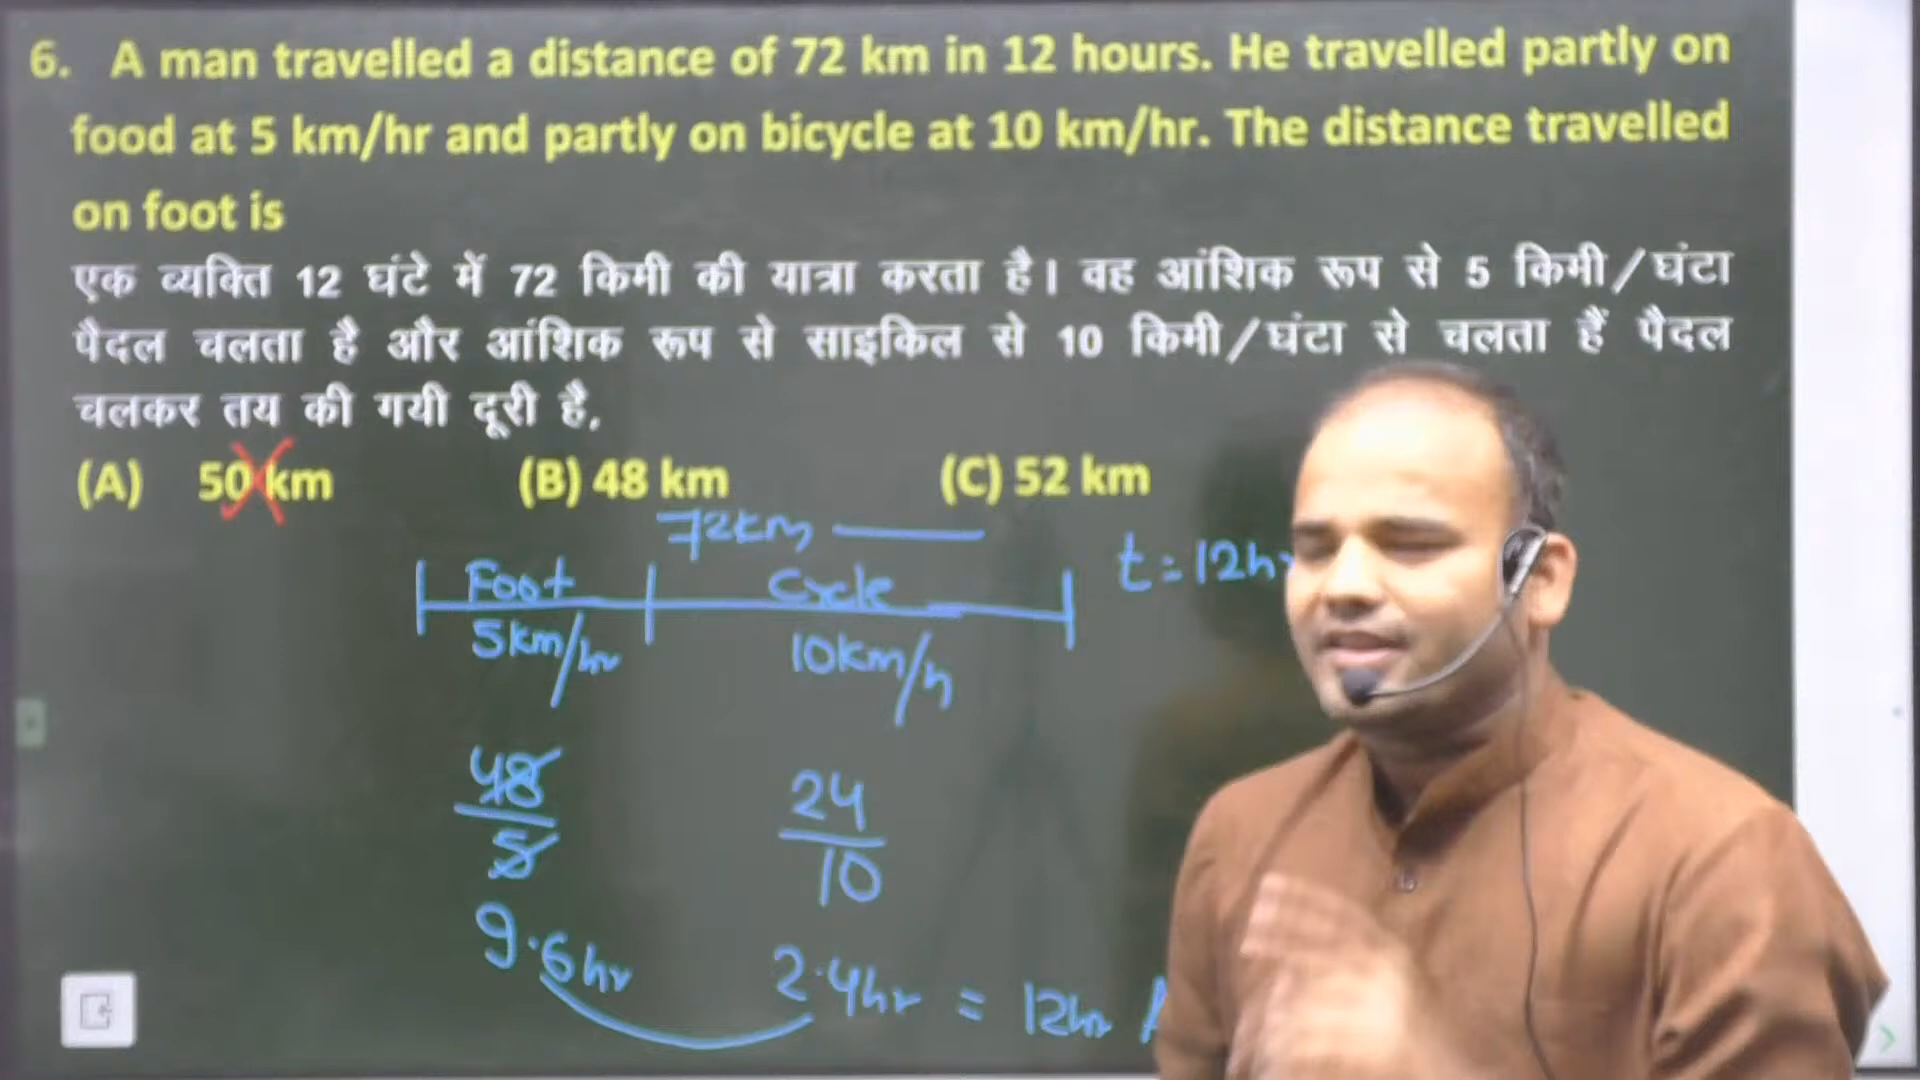 6. A man travelled a distance of 72 km in 12 hours. He travelled partly on
food at 5 km/hr and partly on bicycle at 10 km/hr. The distance travelled
on foot is
एक व्यक्ति 12 घंटे में 72 किमी की यात्रा करता है। वह आंशिक रूप से 5 किमी/घंटा
पैदल चलता है और आंशिक रूप से साइकिल से 10 किमी/घंटा से चलता हैं पैदल
चलकर तय की गयी दूरी है,
(A) 50 km (B) 48 km (C) 52 km
72km
t = 12hr
Foot Cycle
5km/hr 10km/h
48/5 24/10
9.6hr 2.4hr = 12hr